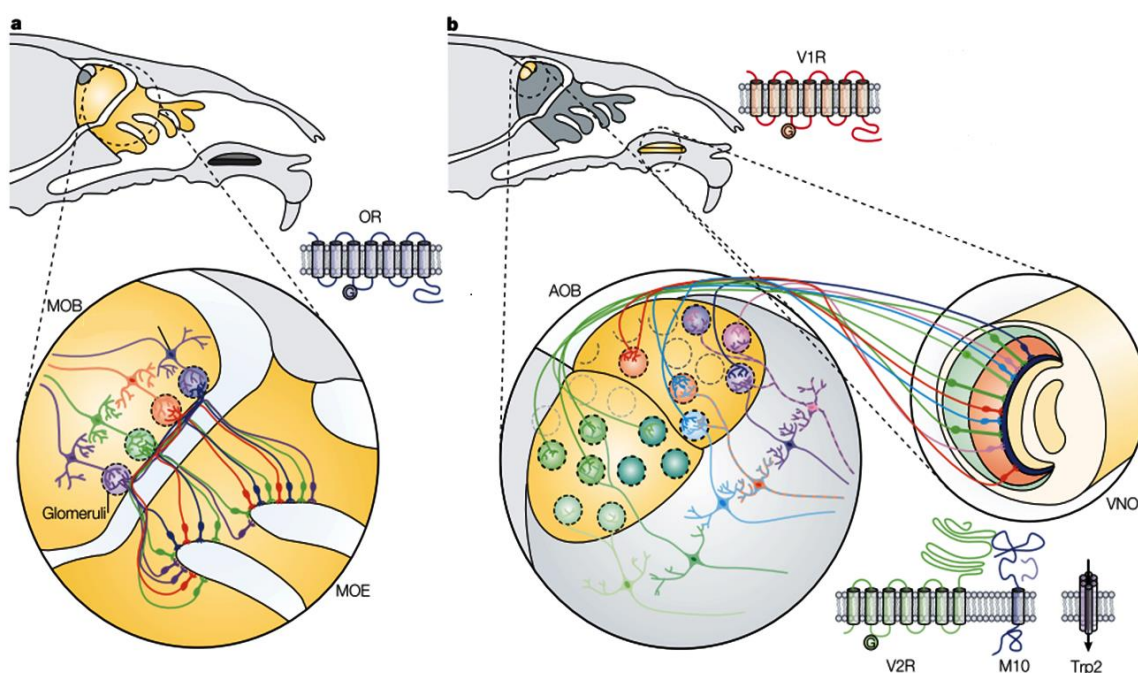 a
b
V1R
G
OR
G
MOB
AOB
Glomeruli
MOE
VNO
G
V2R
M10
Trp2